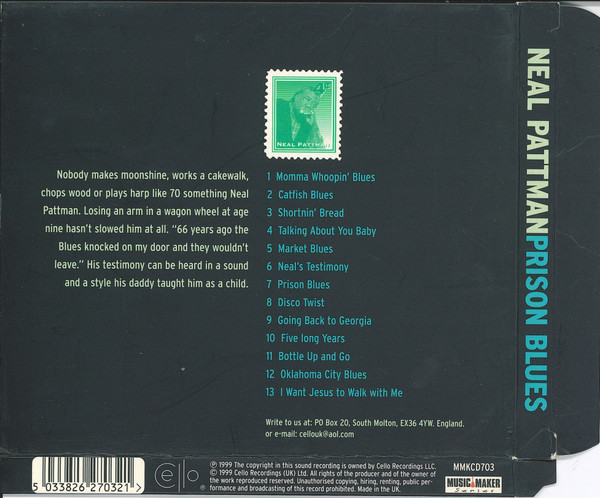 NEAL PATTMAN
Nobody makes moonshine, works a cakewalk,
chops wood or plays harp like 70 something Neal
Pattman. Losing an arm in a wagon wheel at age
nine hasn't slowed him at all. "66 years ago the
Blues knocked on my door and they wouldn't
leave." His testimony can be heard in a sound
and a style his daddy taught him as a child.
1 Momma Whoopin' Blues
2 Catfish Blues
3 Shortnin' Bread
4 Talking About You Baby
5 Market Blues
6 Neal's Testimony
7 Prison Blues
8 Disco Twist
9 Going Back to Georgia
10 Five long Years
11 Bottle Up and Go
12 Oklahoma City Blues
13 I Want Jesus to Walk with Me
Write to us at: PO Box 20, South Molton, EX36 4YW. England.
or e-mail: cellouk@aol.com
5 033826 270321 >
ello
℗ 1999 The copyright in this sound recording is owned by Cello Recordings LLC.
© 1999 Cello Recordings (UK) Ltd. All rights of the producer and of the owner of
the work reproduced reserved. Unauthorised copying, hiring, renting, public per-
formance and broadcasting of this record prohibited. Made in the UK.
MMKCD703
MUSIC MAKER
Series
NEAL PATTMANPRISON BLUES